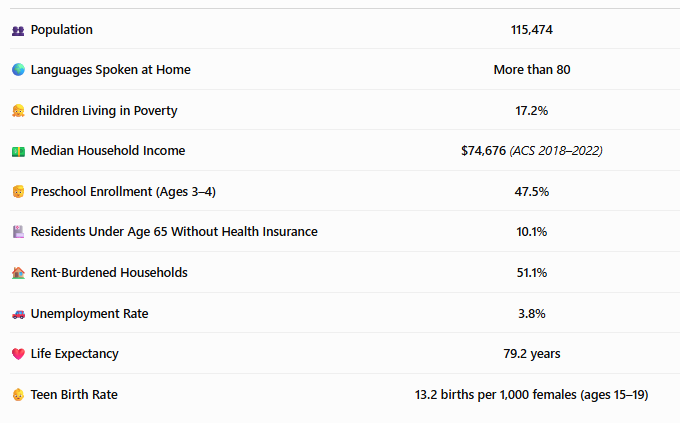 Population 115,474
Languages Spoken at Home More than 80
Children Living in Poverty 17.2%
Median Household Income $74,676 (ACS 2018–2022)
Preschool Enrollment (Ages 3–4) 47.5%
Residents Under Age 65 Without Health Insurance 10.1%
Rent-Burdened Households 51.1%
Unemployment Rate 3.8%
Life Expectancy 79.2 years
Teen Birth Rate 13.2 births per 1,000 females (ages 15–19)